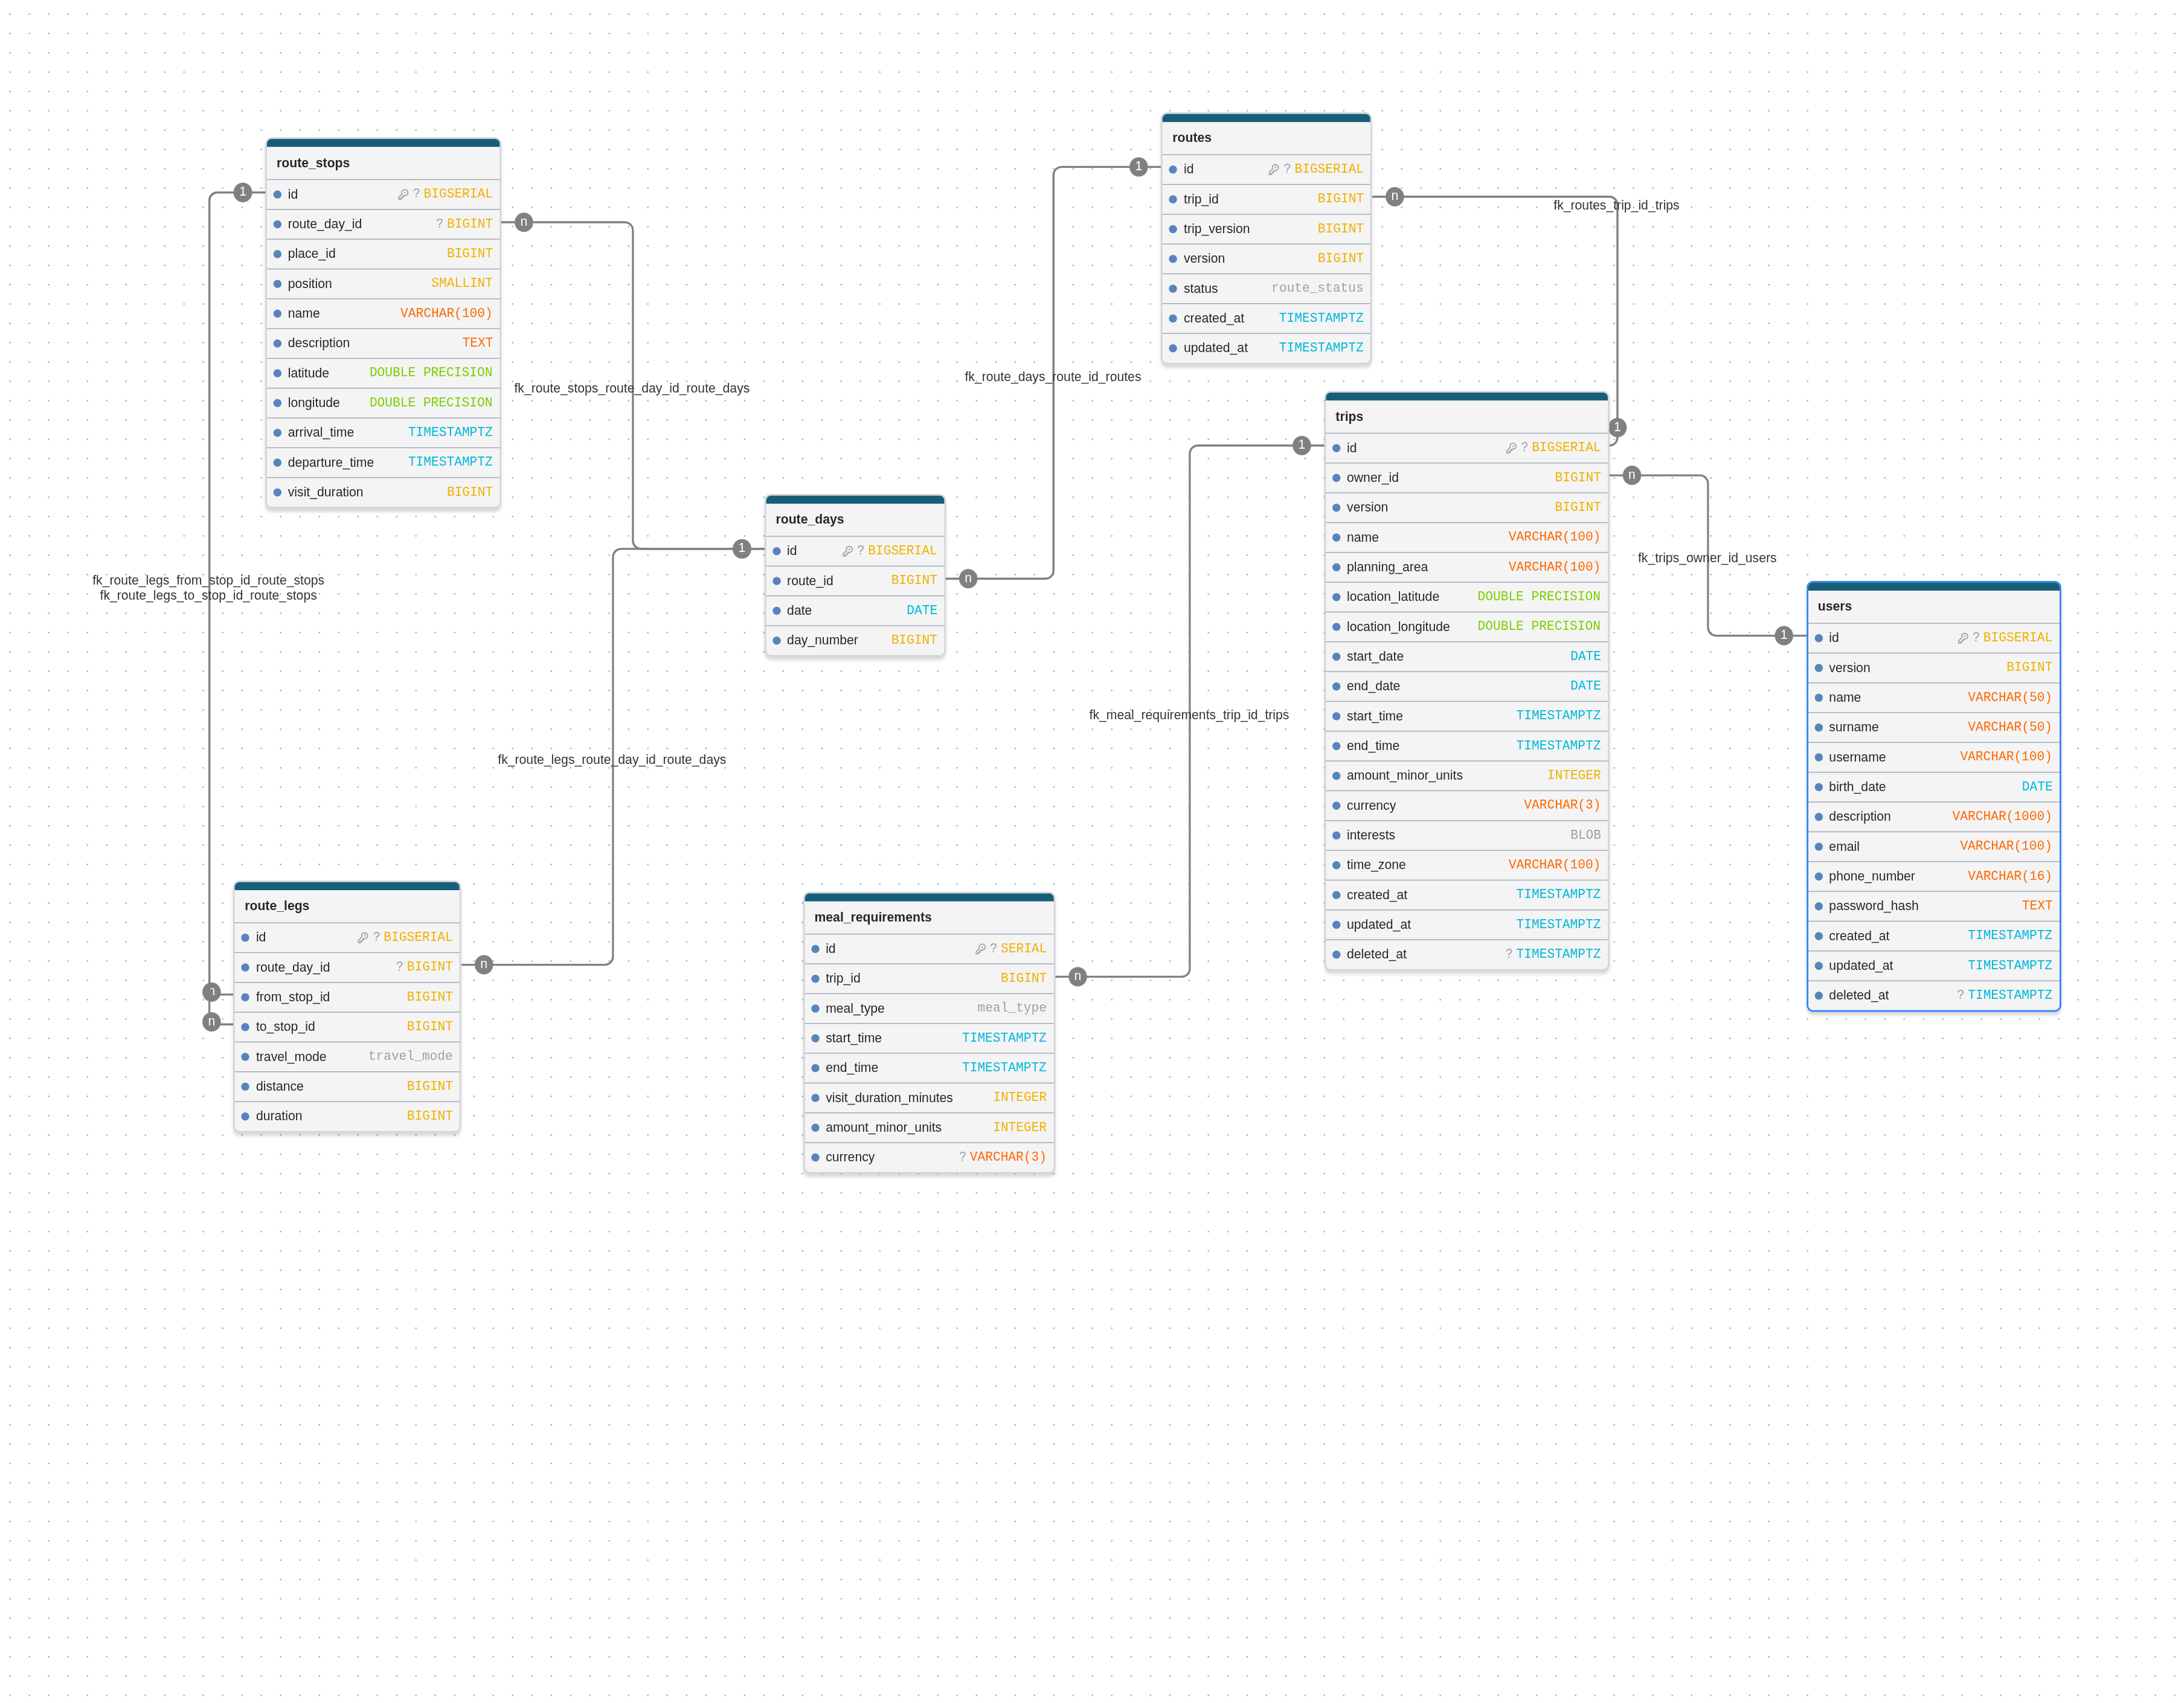 route_stops
id ? BIGSERIAL
route_day_id ? BIGINT
place_id BIGINT
position SMALLINT
name VARCHAR(100)
description TEXT
latitude DOUBLE PRECISION
longitude DOUBLE PRECISION
arrival_time TIMESTAMPTZ
departure_time TIMESTAMPTZ
visit_duration BIGINT
1
n
fk_route_stops_route_day_id_route_days
fk_route_legs_from_stop_id_route_stops
fk_route_legs_to_stop_id_route_stops
routes
id ? BIGSERIAL
trip_id BIGINT
trip_version BIGINT
version BIGINT
status route_status
created_at TIMESTAMPTZ
updated_at TIMESTAMPTZ
1
n
fk_routes_trip_id_trips
fk_route_days_route_id_routes
route_days
id ? BIGSERIAL
route_id BIGINT
date DATE
day_number BIGINT
1
n
trips
id ? BIGSERIAL
owner_id BIGINT
version BIGINT
name VARCHAR(100)
planning_area VARCHAR(100)
location_latitude DOUBLE PRECISION
location_longitude DOUBLE PRECISION
start_date DATE
end_date DATE
start_time TIMESTAMPTZ
end_time TIMESTAMPTZ
amount_minor_units INTEGER
currency VARCHAR(3)
interests BLOB
time_zone VARCHAR(100)
created_at TIMESTAMPTZ
updated_at TIMESTAMPTZ
deleted_at ? TIMESTAMPTZ
1
1
n
fk_trips_owner_id_users
1
users
id ? BIGSERIAL
version BIGINT
name VARCHAR(50)
surname VARCHAR(50)
username VARCHAR(100)
birth_date DATE
description VARCHAR(1000)
email VARCHAR(100)
phone_number VARCHAR(16)
password_hash TEXT
created_at TIMESTAMPTZ
updated_at TIMESTAMPTZ
deleted_at ? TIMESTAMPTZ
fk_meal_requirements_trip_id_trips
fk_route_legs_route_day_id_route_days
route_legs
id ? BIGSERIAL
route_day_id ? BIGINT
from_stop_id BIGINT
to_stop_id BIGINT
travel_mode travel_mode
distance BIGINT
duration BIGINT
n
n
meal_requirements
id ? SERIAL
trip_id BIGINT
meal_type meal_type
start_time TIMESTAMPTZ
end_time TIMESTAMPTZ
visit_duration_minutes INTEGER
amount_minor_units INTEGER
currency ? VARCHAR(3)
n